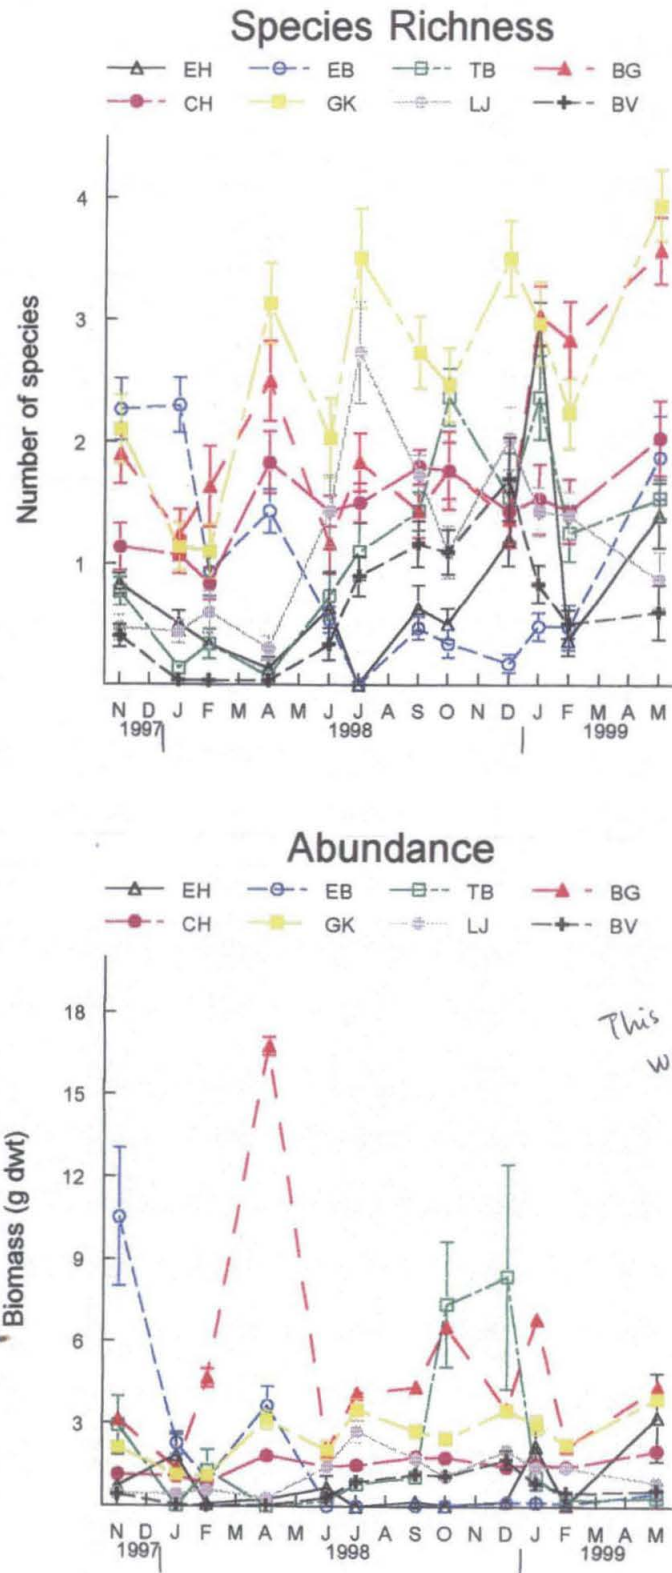 Species Richness
EH EB TB BG
CH GK LJ BV
4
3
2
1
Number of species
N D J F M A M J J A S O N D J F M A M
1997 1998 1999
Abundance
EH EB TB BG
CH GK LJ BV
18
15
12
9
6
3
Biomass (g dwt)
This
w
N D J F M A M J J A S O N D J F M A M
1997 1998 1999